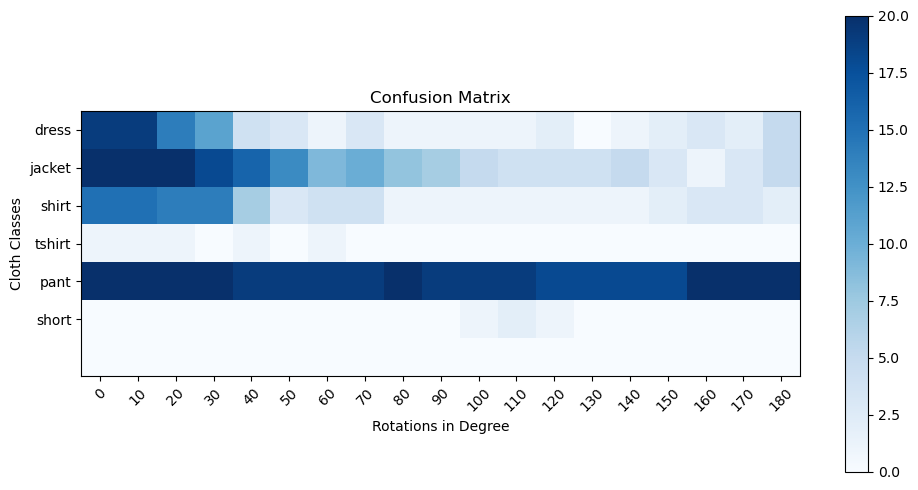 Confusion Matrix
dress
jacket
shirt
tshirt
pant
short
Cloth Classes
0 10 20 30 40 50 60 70 80 90 100 110 120 130 140 150 160 170 180
Rotations in Degree
20.0
17.5
15.0
12.5
10.0
7.5
5.0
2.5
0.0